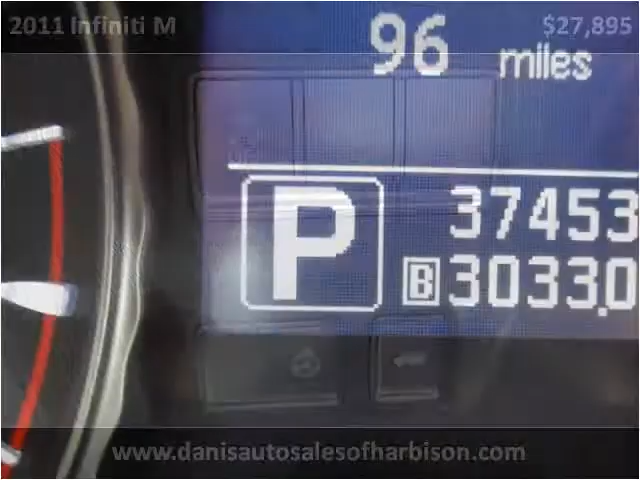 2011 Infiniti M $27,895
96 miles
P 37453
B 3033.0
www.danisautosalesofharbison.com